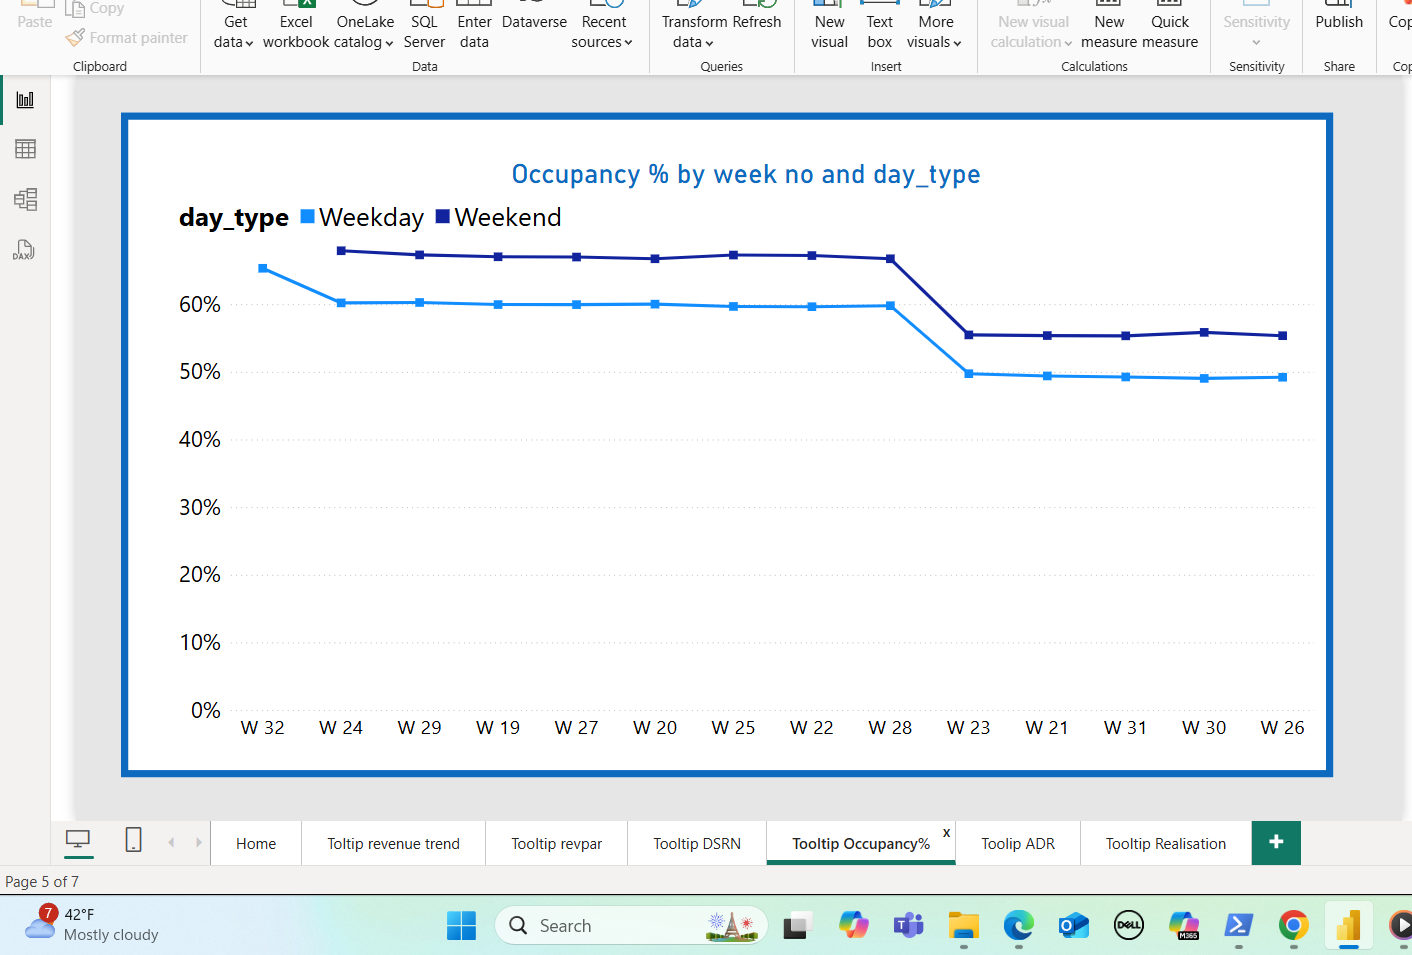 Paste
Copy
Format painter
Clipboard
Get data
Excel workbook
OneLake catalog
SQL Server
Enter data
Dataverse
Recent sources
Data
Transform data
Refresh
Queries
New visual
Text box
More visuals
Insert
New visual calculation
New measure
Quick measure
Calculations
Sensitivity
Sensitivity
Publish
Share
Cop
Cop
DAX
Occupancy % by week no and day_type
day_type Weekday Weekend
60%
50%
40%
30%
20%
10%
0%
W 32 W 24 W 29 W 19 W 27 W 20 W 25 W 22 W 28 W 23 W 21 W 31 W 30 W 26
Home Toltip revenue trend Tooltip revpar Tooltip DSRN Tooltip Occupancy% x Toolip ADR Tooltip Realisation +
Page 5 of 7
7
42°F
Mostly cloudy
Search
DELL
M365